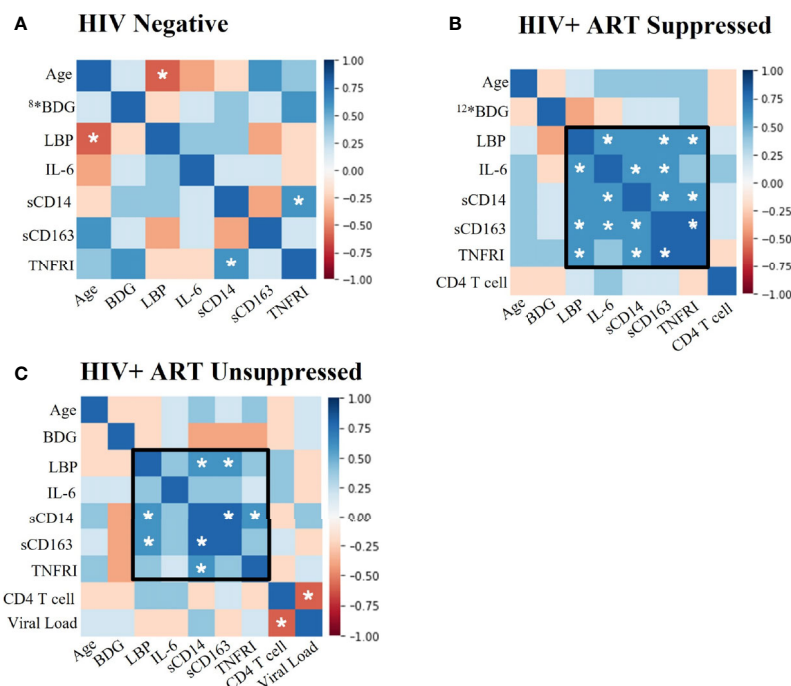 A HIV Negative
Age
8*BDG
LBP
IL-6
sCD14
sCD163
TNFRI
* * * *
Age BDG LBP IL-6 sCD14 sCD163 TNFRI
1.00
0.75
0.50
0.25
0.00
−0.25
−0.50
−0.75
−1.00
B HIV+ ART Suppressed
Age
12*BDG
LBP
IL-6
sCD14
sCD163
TNFRI
CD4 T cell
* * *
* * *
* * *
* * * *
* * *
Age BDG LBP IL-6 sCD14 sCD163 TNFRI CD4 T cell
1.00
0.75
0.50
0.25
0.00
−0.25
−0.50
−0.75
−1.00
C HIV+ ART Unsuppressed
Age
BDG
LBP
IL-6
sCD14
sCD163
TNFRI
CD4 T cell
Viral Load
* *
* * *
* *
*
*
*
Age BDG LBP IL-6 sCD14 sCD163 TNFRI CD4 T cell Viral Load
1.00
0.75
0.50
0.25
0.00
−0.25
−0.50
−0.75
−1.00